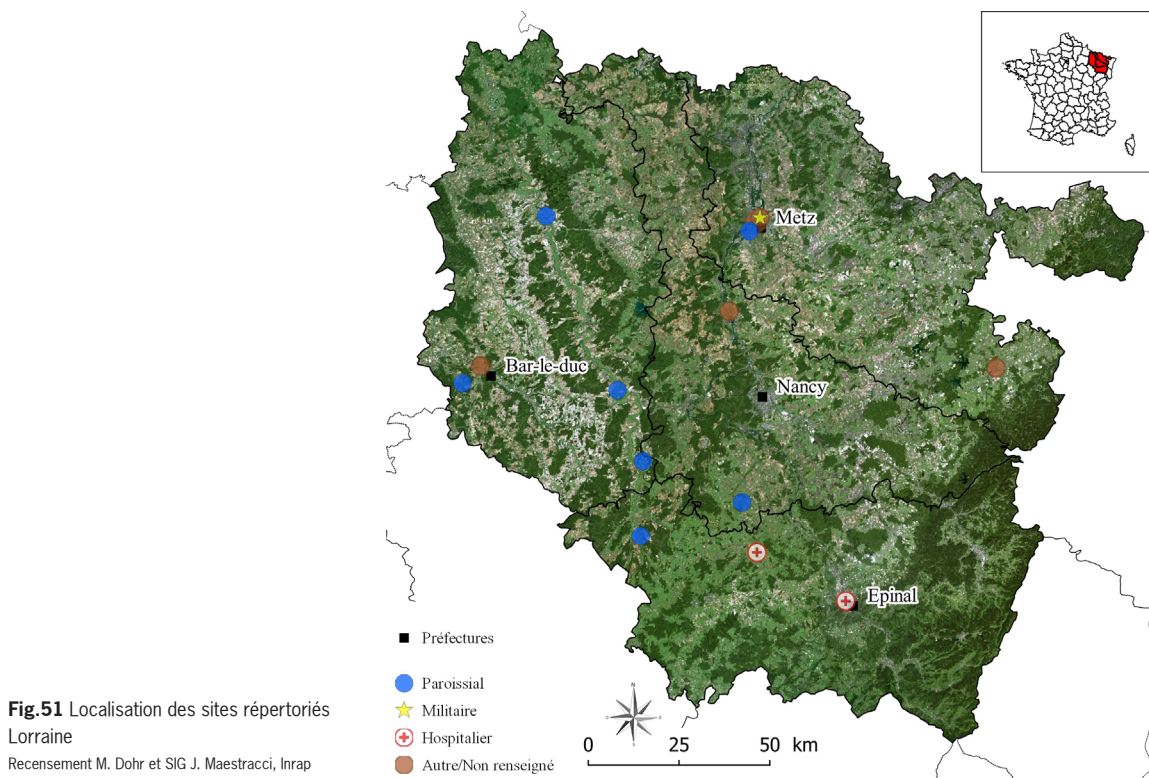 Metz
Bar-le-duc
Nancy
Epinal
Préfectures
Paroissial
Militaire
Hospitalier
Autre/Non renseigné
N
0 25 50 km
Fig.51 Localisation des sites répertoriés
Lorraine
Recensement M. Dohr et SIG J. Maestracci, Inrap